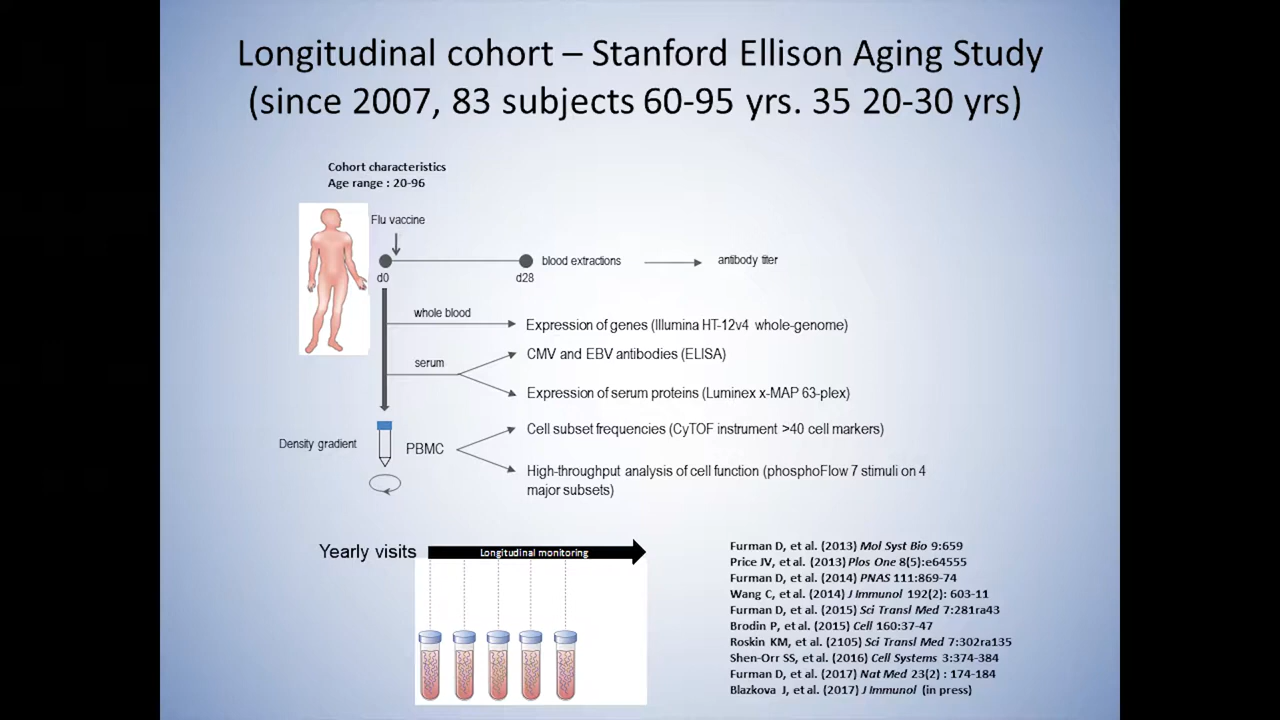 Longitudinal cohort – Stanford Ellison Aging Study
(since 2007, 83 subjects 60-95 yrs. 35 20-30 yrs)
Cohort characteristics
Age range : 20-96
Flu vaccine
d0
d28
blood extractions
antibody titer
whole blood
Expression of genes (Illumina HT-12v4 whole-genome)
serum
CMV and EBV antibodies (ELISA)
Expression of serum proteins (Luminex x-MAP 63-plex)
Density gradient
PBMC
Cell subset frequencies (CyTOF instrument >40 cell markers)
High-throughput analysis of cell function (phosphoFlow 7 stimuli on 4
major subsets)
Yearly visits
Longitudinal monitoring
Furman D, et al. (2013) Mol Syst Bio 9:659
Price JV, et al. (2013) Plos One 8(5):e64555
Furman D, et al. (2014) PNAS 111:869-74
Wang C, et al. (2014) J Immunol 192(2): 603-11
Furman D, et al. (2015) Sci Transl Med 7:281ra43
Brodin P, et al. (2015) Cell 160:37-47
Roskin KM, et al. (2105) Sci Transl Med 7:302ra135
Shen-Orr SS, et al. (2016) Cell Systems 3:374-384
Furman D, et al. (2017) Nat Med 23(2) : 174-184
Blazkova J, et al. (2017) J Immunol (in press)